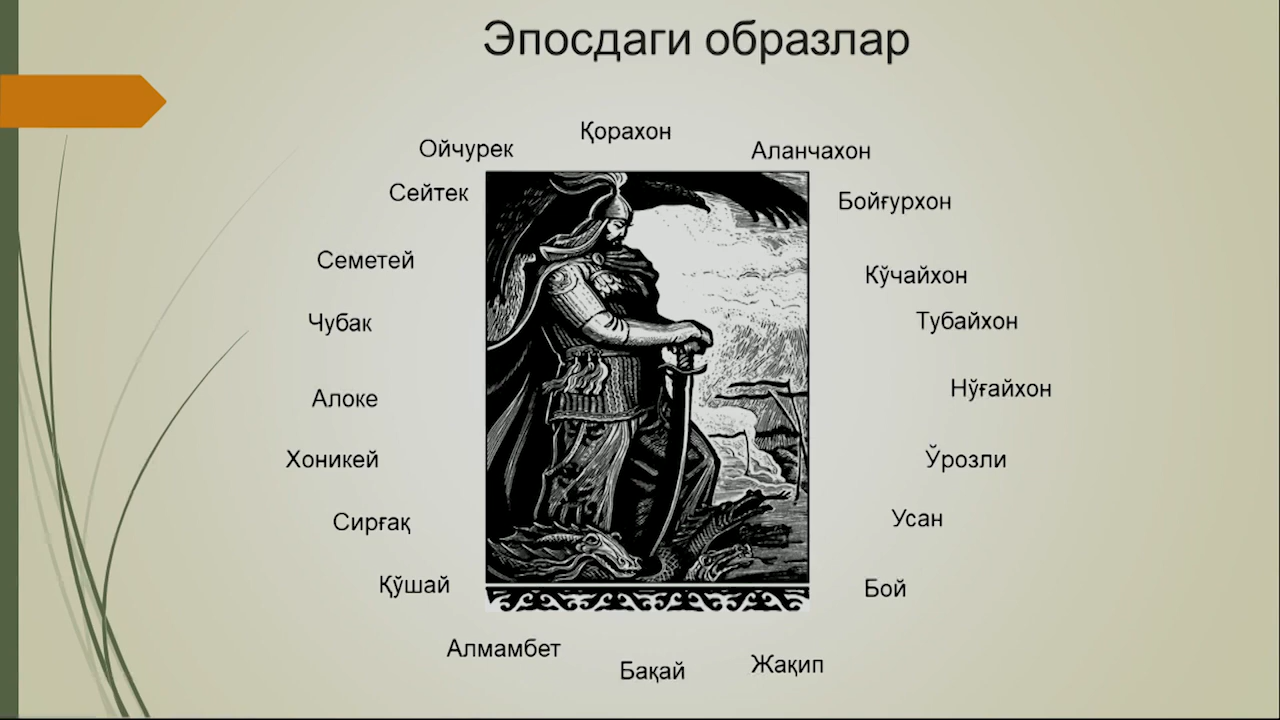 Эпосдаги образлар
Қорахон
Ойчурек
Аланчахон
Сейтек
Бойғурхон
Семетей
Кўчайхон
Чубак
Тубайхон
Нўғайхон
Алоке
Хоникей
Ўрозли
Сирғақ
Усан
Қўшай
Бой
Алмамбет
Бақай
Жақип